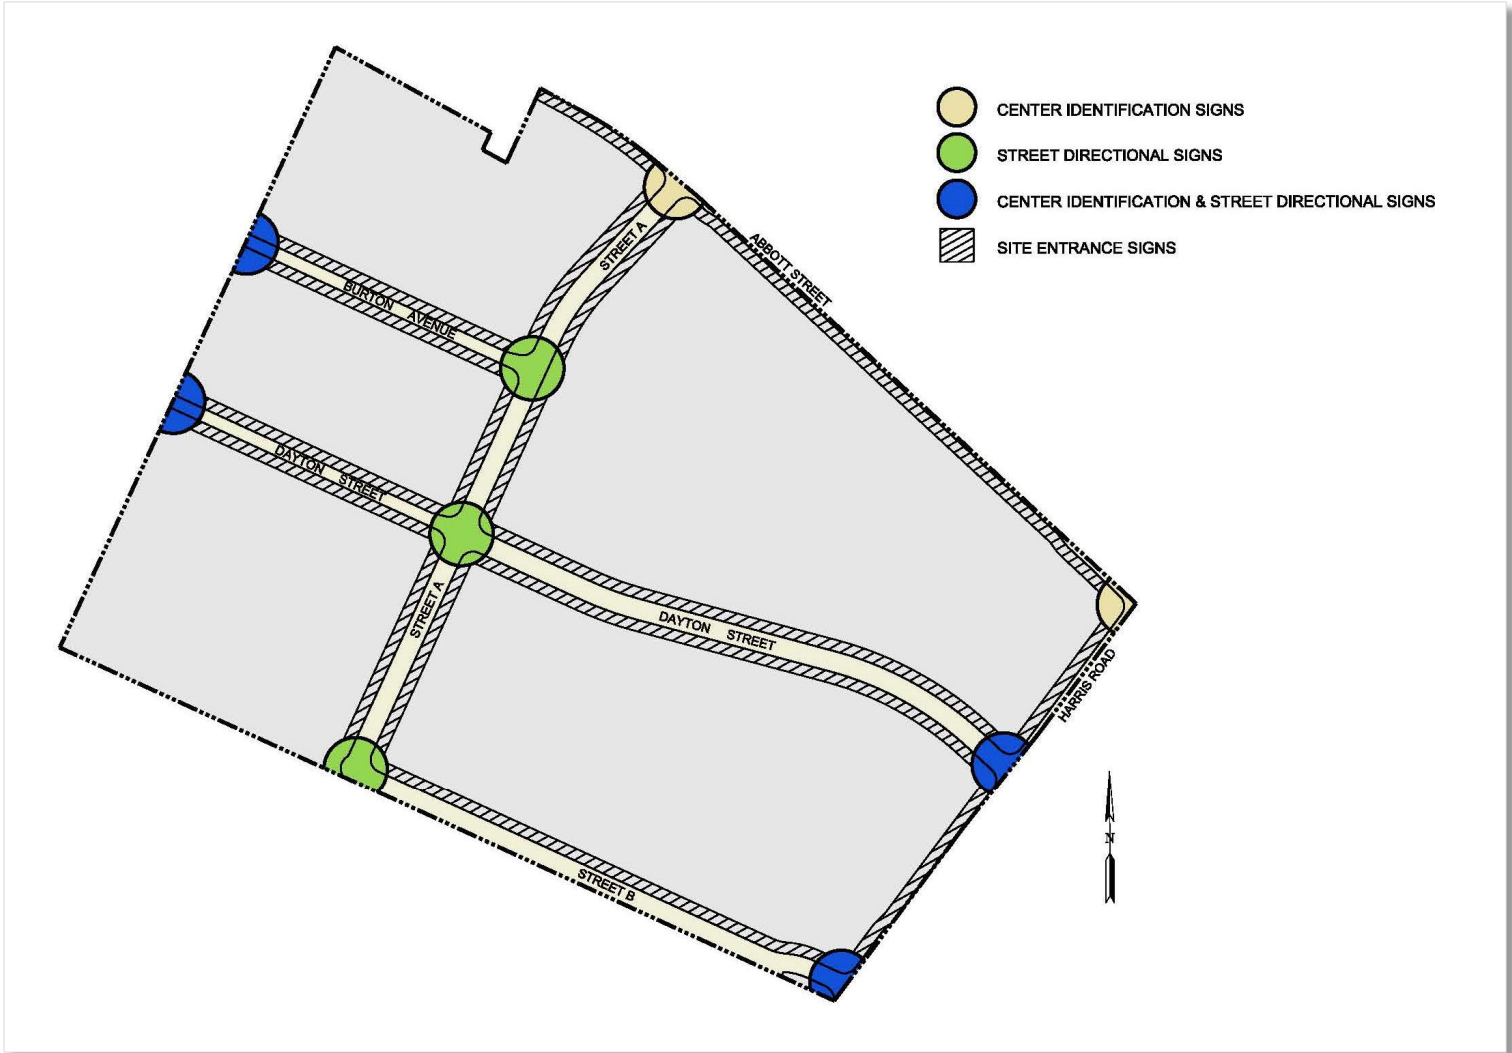 CENTER IDENTIFICATION SIGNS
STREET DIRECTIONAL SIGNS
CENTER IDENTIFICATION & STREET DIRECTIONAL SIGNS
SITE ENTRANCE SIGNS
STREET A
ABBOTT STREET
BURTON AVENUE
DAYTON STREET
STREET A
DAYTON STREET
HARRIS ROAD
N
STREET B